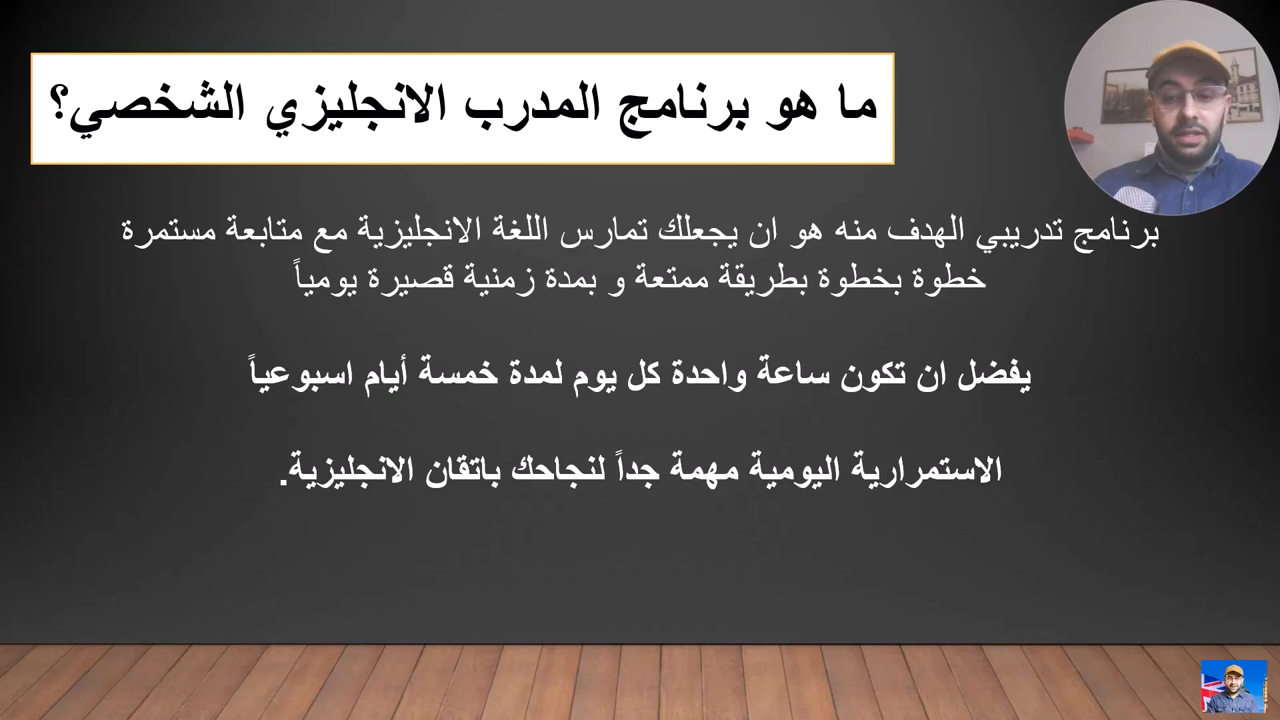 ما هو برنامج المدرب الانجليزي الشخصي؟
برنامج تدريبي الهدف منه هو ان يجعلك تمارس اللغة الانجليزية مع متابعة مستمرة
خطوة بخطوة بطريقة ممتعة و بمدة زمنية قصيرة يومياً
يفضل ان تكون ساعة واحدة كل يوم لمدة خمسة أيام اسبوعياً
الاستمرارية اليومية مهمة جداً لنجاحك باتقان الانجليزية.